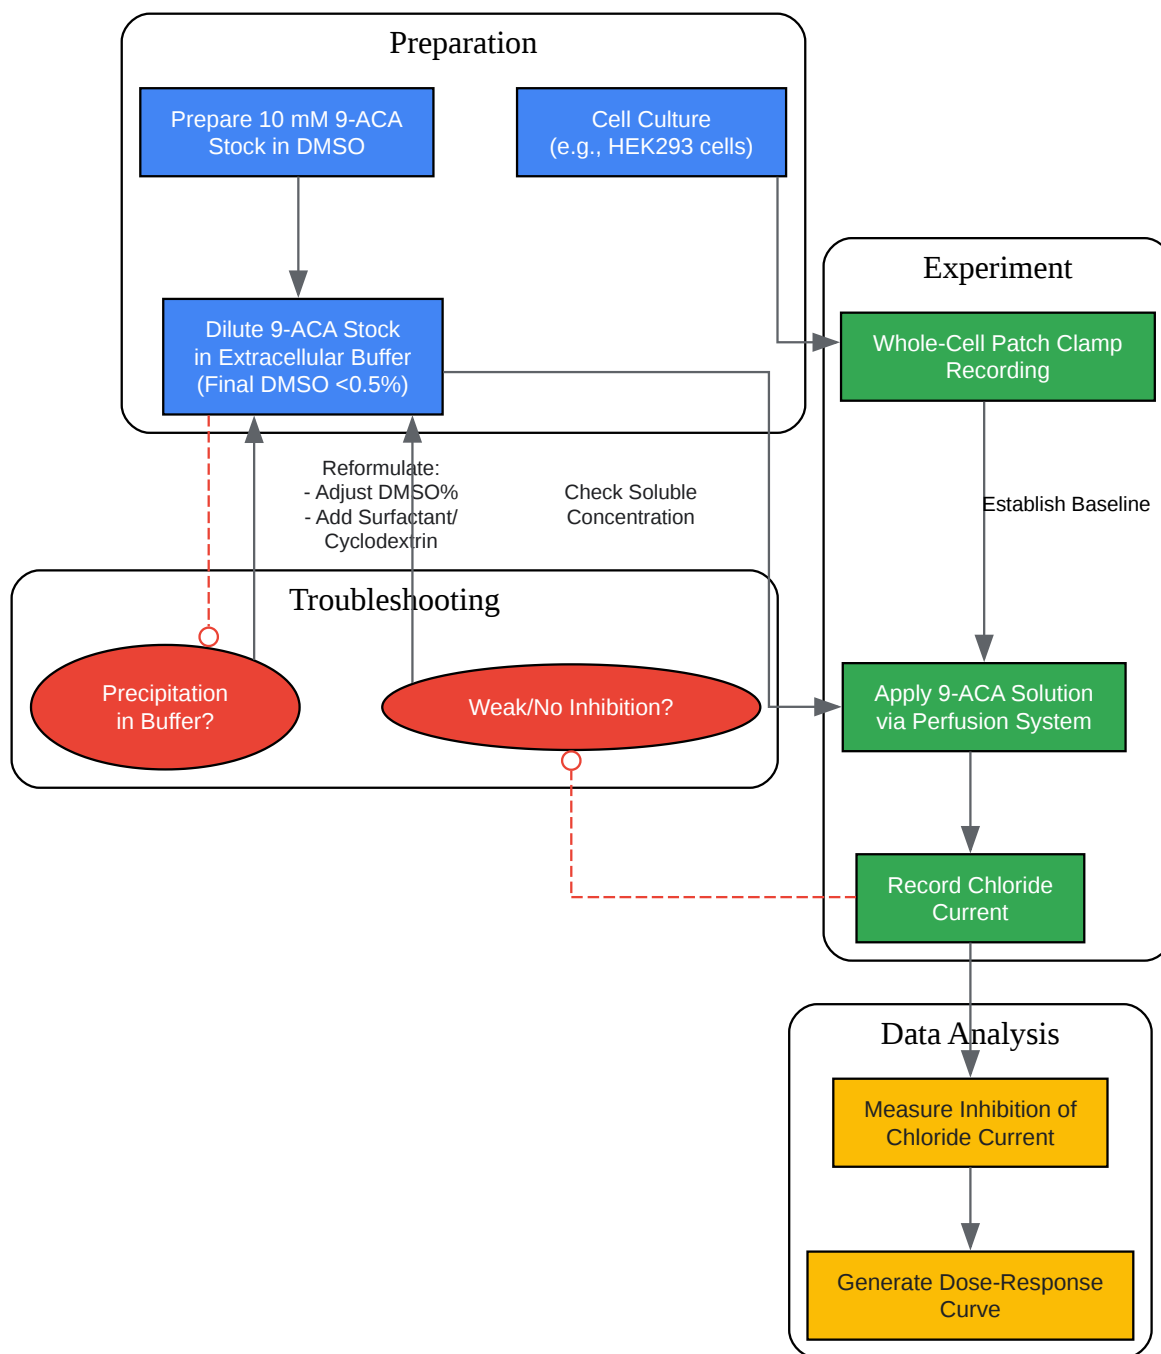 Preparation
Prepare 10 mM 9-ACA
Stock in DMSO
Cell Culture
(e.g., HEK293 cells)
Dilute 9-ACA Stock
in Extracellular Buffer
(Final DMSO <0.5%)
Experiment
Whole-Cell Patch Clamp
Recording
Reformulate:
- Adjust DMSO%
- Add Surfactant/
Cyclodextrin
Check Soluble
Concentration
Establish Baseline
Troubleshooting
Precipitation
in Buffer?
Weak/No Inhibition?
Apply 9-ACA Solution
via Perfusion System
Record Chloride
Current
Data Analysis
Measure Inhibition of
Chloride Current
Generate Dose-Response
Curve